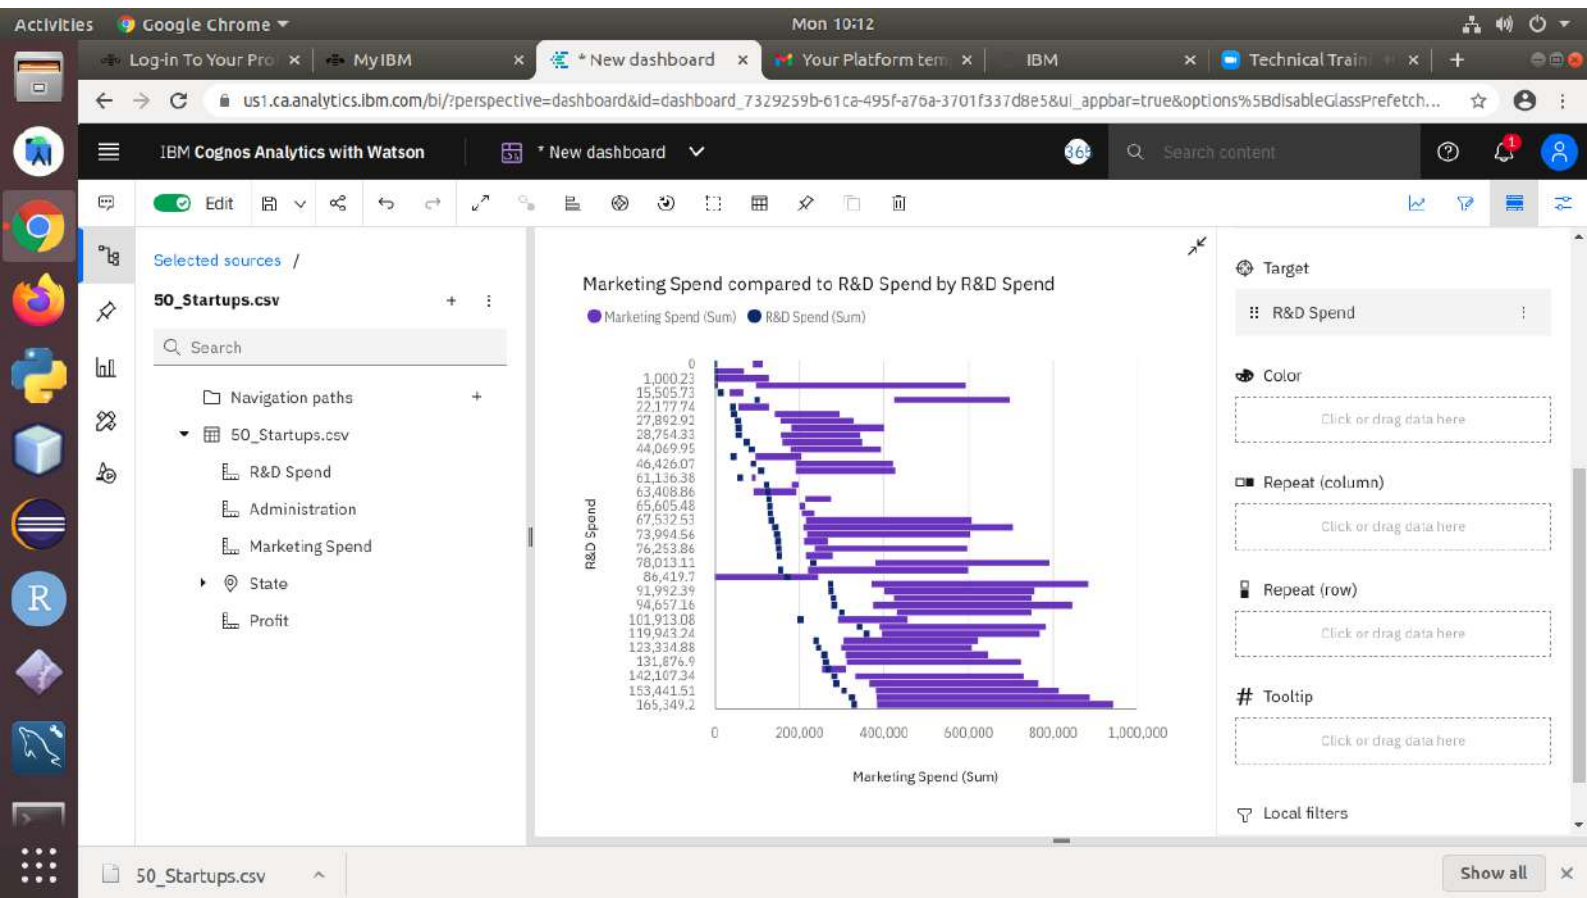 Activities Google Chrome Mon 10:12
Log-in To Your Pro MyIBM * New dashboard Your Platform tem IBM Technical Traini
us1.ca.analytics.ibm.com/bi/?perspective=dashboard&id=dashboard_7329259b-61ca-495f-a76a-3701f337d8e5&ui_appbar=true&options%5BdisableGlassPrefetch...
IBM Cognos Analytics with Watson * New dashboard 365 Search content 1
Edit
Selected sources /
50_Startups.csv
Search
Navigation paths
50_Startups.csv
R&D Spend
Administration
Marketing Spend
State
Profit
Marketing Spend compared to R&D Spend by R&D Spend
Marketing Spend (Sum) R&D Spend (Sum)
R&D Spend
0
1,000.23
15,505.73
22,177.74
27,892.92
28,754.33
44,069.95
46,426.07
61,136.38
63,408.86
65,605.48
67,532.53
73,994.56
76,253.86
78,013.11
86,419.7
91,992.39
94,657.16
101,913.08
119,943.24
123,334.88
131,876.9
142,107.34
153,441.51
165,349.2
0 200,000 400,000 600,000 800,000 1,000,000
Marketing Spend (Sum)
Target
R&D Spend
Color
Click or drag data here
Repeat (column)
Click or drag data here
Repeat (row)
Click or drag data here
Tooltip
Click or drag data here
Local filters
50_Startups.csv Show all